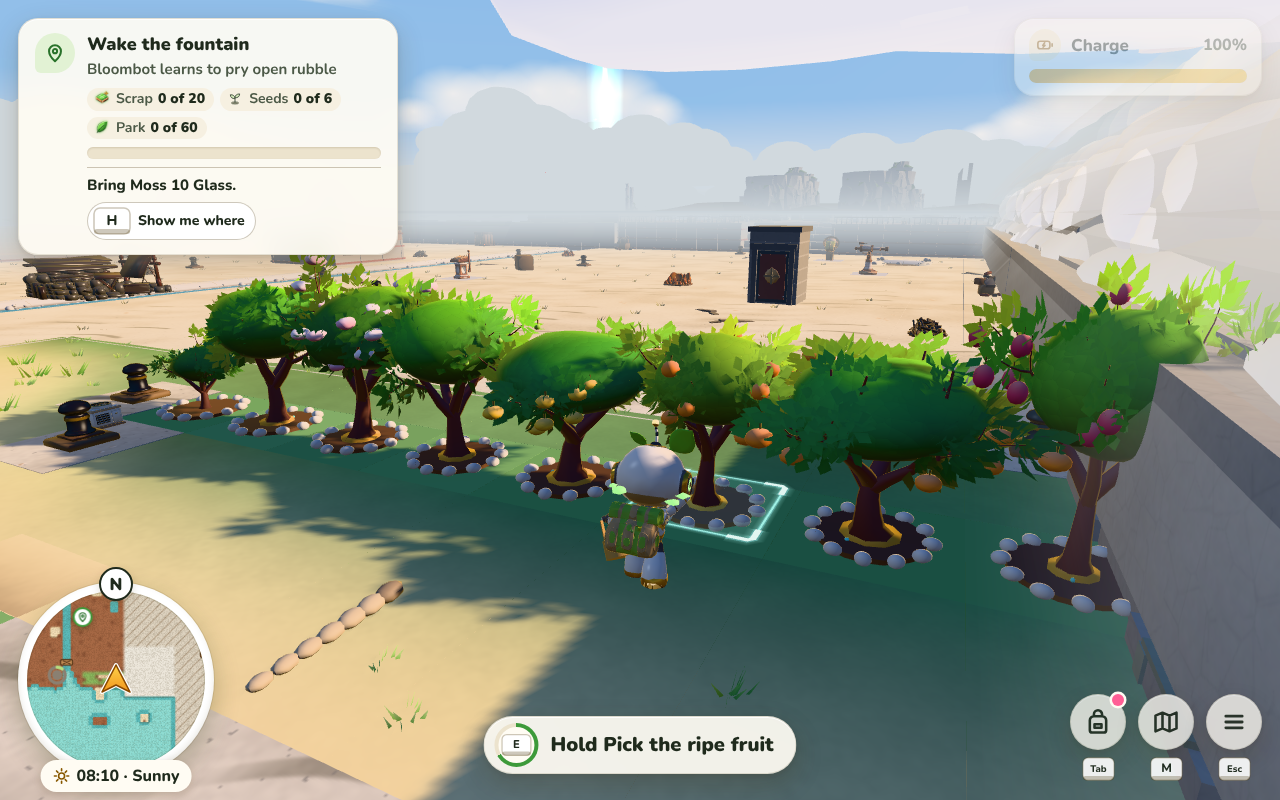 Wake the fountain
Bloombot learns to pry open rubble
Scrap 0 of 20
Seeds 0 of 6
Park 0 of 60
Bring Moss 10 Glass.
H Show me where
Charge 100%
N
08:10 · Sunny
E Hold Pick the ripe fruit
Tab
M
Esc